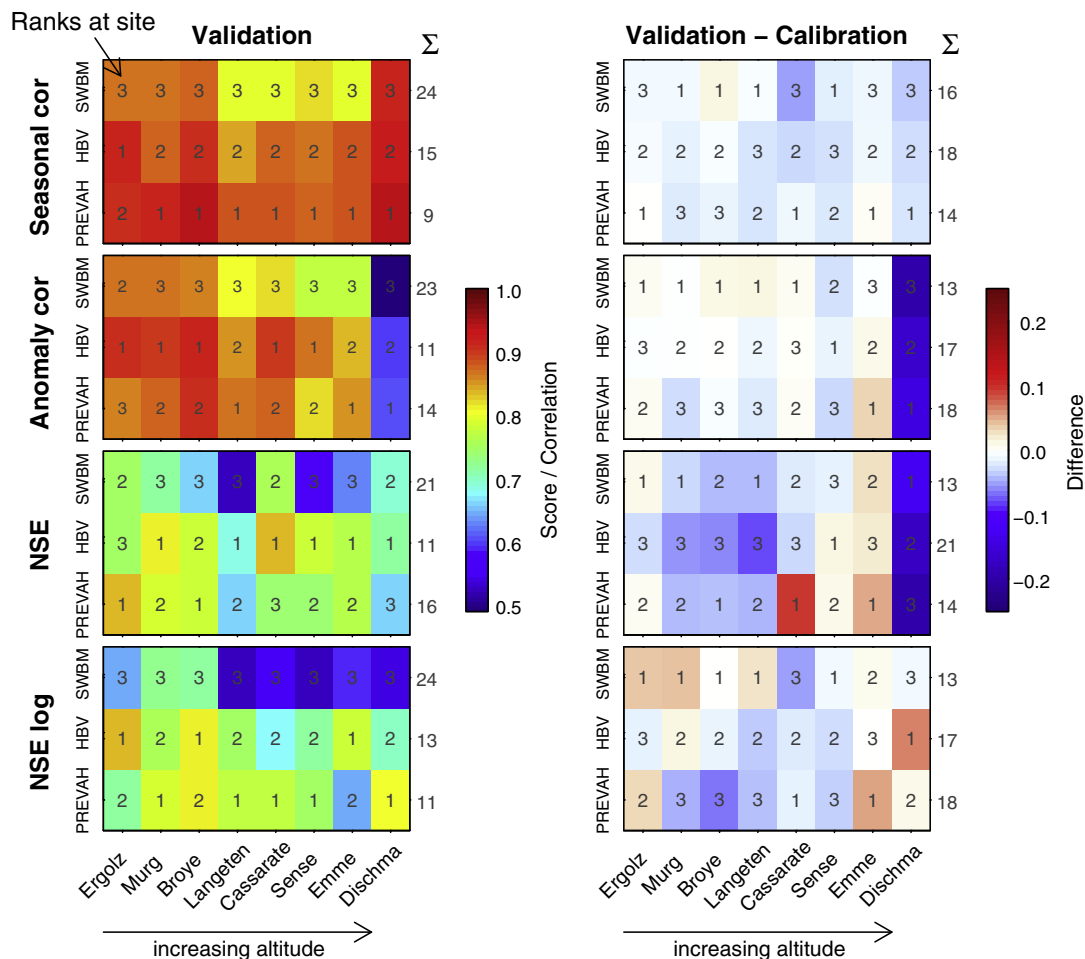 Ranks at site
Validation Σ
Validation − Calibration Σ
Seasonal cor
SWBM 3 3 3 3 3 3 3 3 24
HBV 1 2 2 2 2 2 2 2 15
PREVAH 2 1 1 1 1 1 1 1 9
SWBM 3 1 1 1 3 1 3 3 16
HBV 2 2 2 3 2 3 2 2 18
PREVAH 1 3 3 2 1 2 1 1 14
Anomaly cor
SWBM 2 3 3 3 3 3 3 3 23
HBV 1 1 1 2 1 1 2 2 11
PREVAH 3 2 2 1 2 2 1 1 14
SWBM 1 1 1 1 1 2 3 3 13
HBV 3 2 2 2 3 1 2 2 17
PREVAH 2 3 3 3 2 3 1 1 18
NSE
SWBM 2 3 3 3 2 3 3 2 21
HBV 3 1 2 1 1 1 1 1 11
PREVAH 1 2 1 2 3 2 2 3 16
SWBM 1 1 2 1 2 3 2 1 13
HBV 3 3 3 3 3 1 3 2 21
PREVAH 2 2 1 2 1 2 1 3 14
NSE log
SWBM 3 3 3 3 3 3 3 3 24
HBV 1 2 1 2 2 2 1 2 13
PREVAH 2 1 2 1 1 1 2 1 11
SWBM 1 1 1 1 3 1 2 3 13
HBV 3 2 2 2 2 2 3 1 17
PREVAH 2 3 3 3 1 3 1 2 18
1.0
0.9
0.8
0.7
0.6
0.5
Score / Correlation
0.2
0.1
0.0
−0.1
−0.2
Difference
Ergolz Murg Broye Langeten Cassarate Sense Emme Dischma
Ergolz Murg Broye Langeten Cassarate Sense Emme Dischma
increasing altitude
increasing altitude